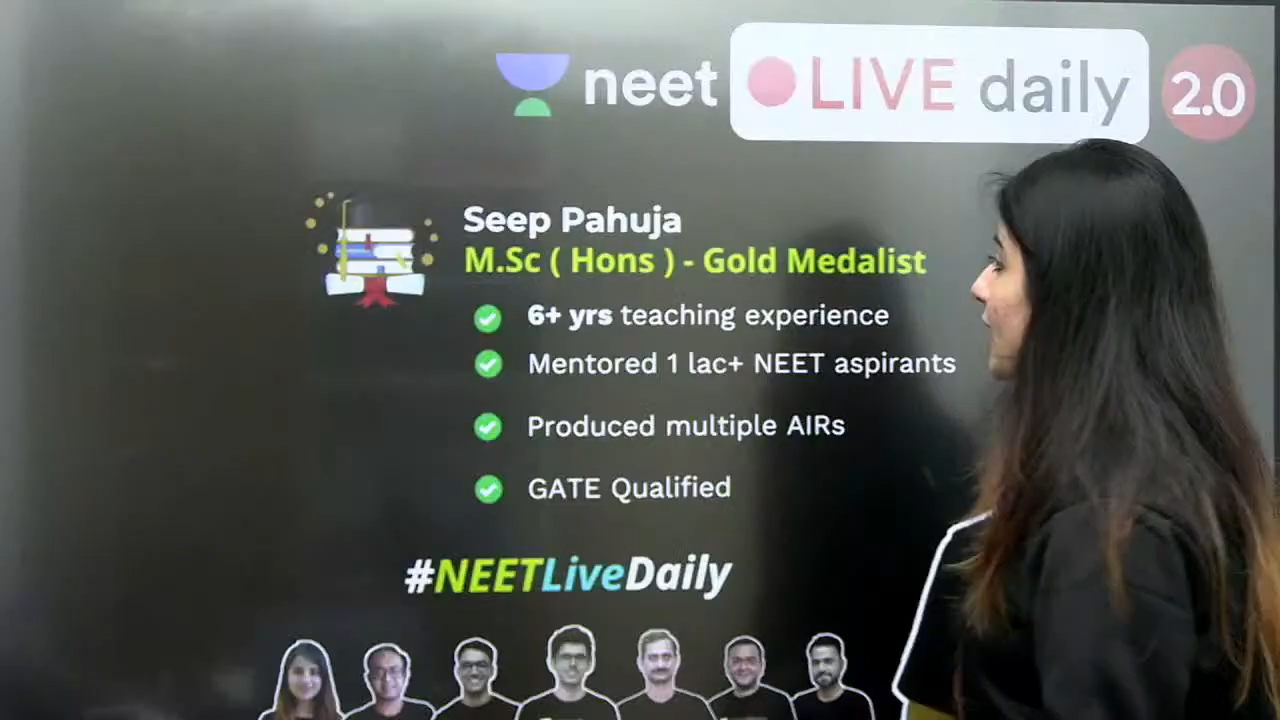 neet LIVE daily 2.0
Seep Pahuja
M.Sc ( Hons ) - Gold Medalist
6+ yrs teaching experience
Mentored 1 lac+ NEET aspirants
Produced multiple AIRs
GATE Qualified
#NEETLiveDaily